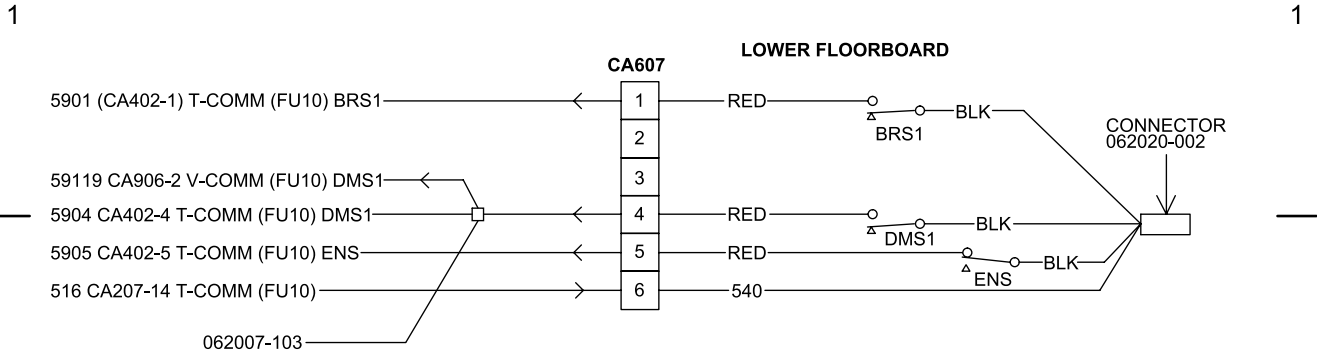 1
1
LOWER FLOORBOARD
CA607
5901 (CA402-1) T-COMM (FU10) BRS1
1
RED
BRS1
BLK
CONNECTOR
062020-002
2
59119 CA906-2 V-COMM (FU10) DMS1
3
5904 CA402-4 T-COMM (FU10) DMS1
4
RED
DMS1
BLK
5905 CA402-5 T-COMM (FU10) ENS
5
RED
ENS
BLK
516 CA207-14 T-COMM (FU10)
6
540
062007-103